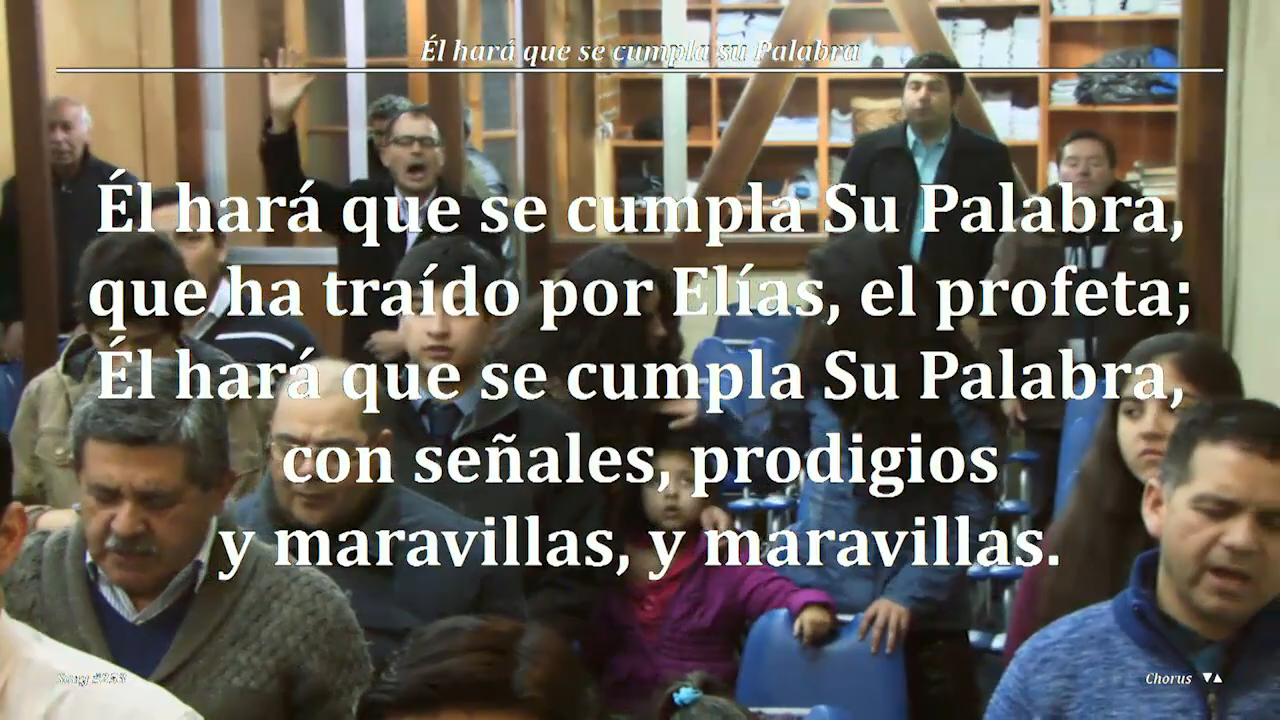 Él hará que se cumpla su Palabra
Él hará que se cumpla Su Palabra,
que ha traído por Elías, el profeta;
Él hará que se cumpla Su Palabra,
con señales, prodigios
y maravillas, y maravillas.
Chorus ▼▲